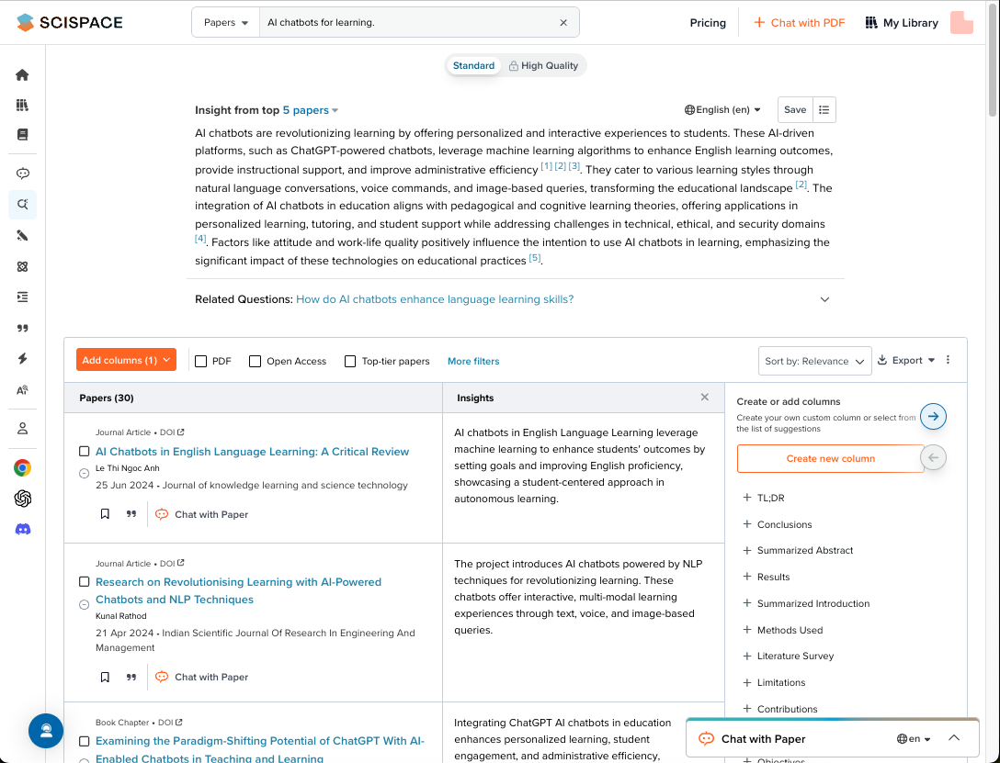 SCISPACE
Papers
AI chatbots for learning.
Pricing
Chat with PDF
My Library
Standard
High Quality
Insight from top 5 papers
English (en)
Save
AI chatbots are revolutionizing learning by offering personalized and interactive experiences to students. These AI-driven
platforms, such as ChatGPT-powered chatbots, leverage machine learning algorithms to enhance English learning outcomes,
provide instructional support, and improve administrative efficiency [1] [2] [3]. They cater to various learning styles through
natural language conversations, voice commands, and image-based queries, transforming the educational landscape [2]. The
integration of AI chatbots in education aligns with pedagogical and cognitive learning theories, offering applications in
personalized learning, tutoring, and student support while addressing challenges in technical, ethical, and security domains
[4]. Factors like attitude and work-life quality positively influence the intention to use AI chatbots in learning, emphasizing the
significant impact of these technologies on educational practices [5].
Related Questions: How do AI chatbots enhance language learning skills?
Add columns (1)
PDF
Open Access
Top-tier papers
More filters
Sort by: Relevance
Export
Papers (30)
Insights
Journal Article • DOI
AI Chatbots in English Language Learning: A Critical Review
Le Thi Ngoc Anh
25 Jun 2024 • Journal of knowledge learning and science technology
Chat with Paper
AI chatbots in English Language Learning leverage
machine learning to enhance students' outcomes by
setting goals and improving English proficiency,
showcasing a student-centered approach in
autonomous learning.
Journal Article • DOI
Research on Revolutionising Learning with AI-Powered
Chatbots and NLP Techniques
Kunal Rathod
21 Apr 2024 • Indian Scientific Journal Of Research In Engineering And
Management
Chat with Paper
The project introduces AI chatbots powered by NLP
techniques for revolutionizing learning. These
chatbots offer interactive, multi-modal learning
experiences through text, voice, and image-based
queries.
Book Chapter • DOI
Examining the Paradigm-Shifting Potential of ChatGPT With AI-
Enabled Chatbots in Teaching and Learning
Integrating ChatGPT AI chatbots in education
enhances personalized learning, student
engagement, and administrative efficiency,
Create or add columns
Create your own custom column or select from
the list of suggestions
Create new column
TL;DR
Conclusions
Summarized Abstract
Results
Summarized Introduction
Methods Used
Literature Survey
Limitations
Contributions
Objectives
Chat with Paper
en